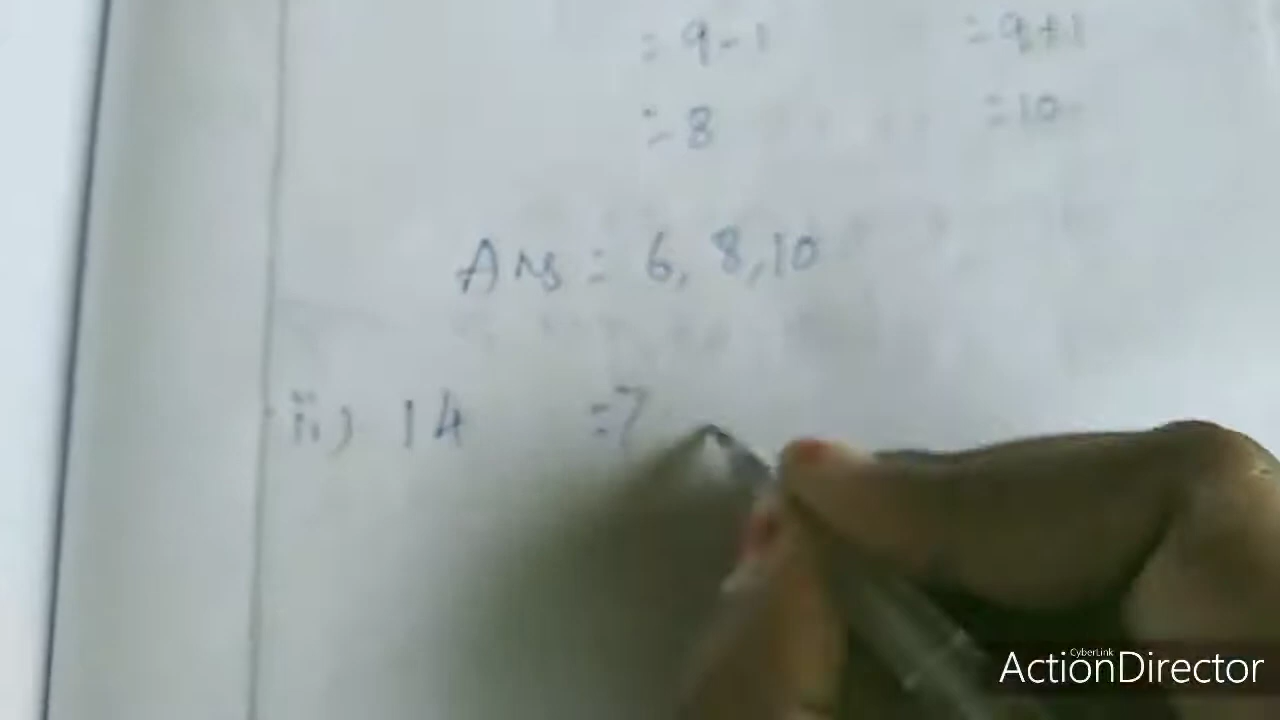 = 9-1 = 9+1
= 8 = 10
Ans = 6, 8, 10
ii) 14 = 7
CyberLink
ActionDirector